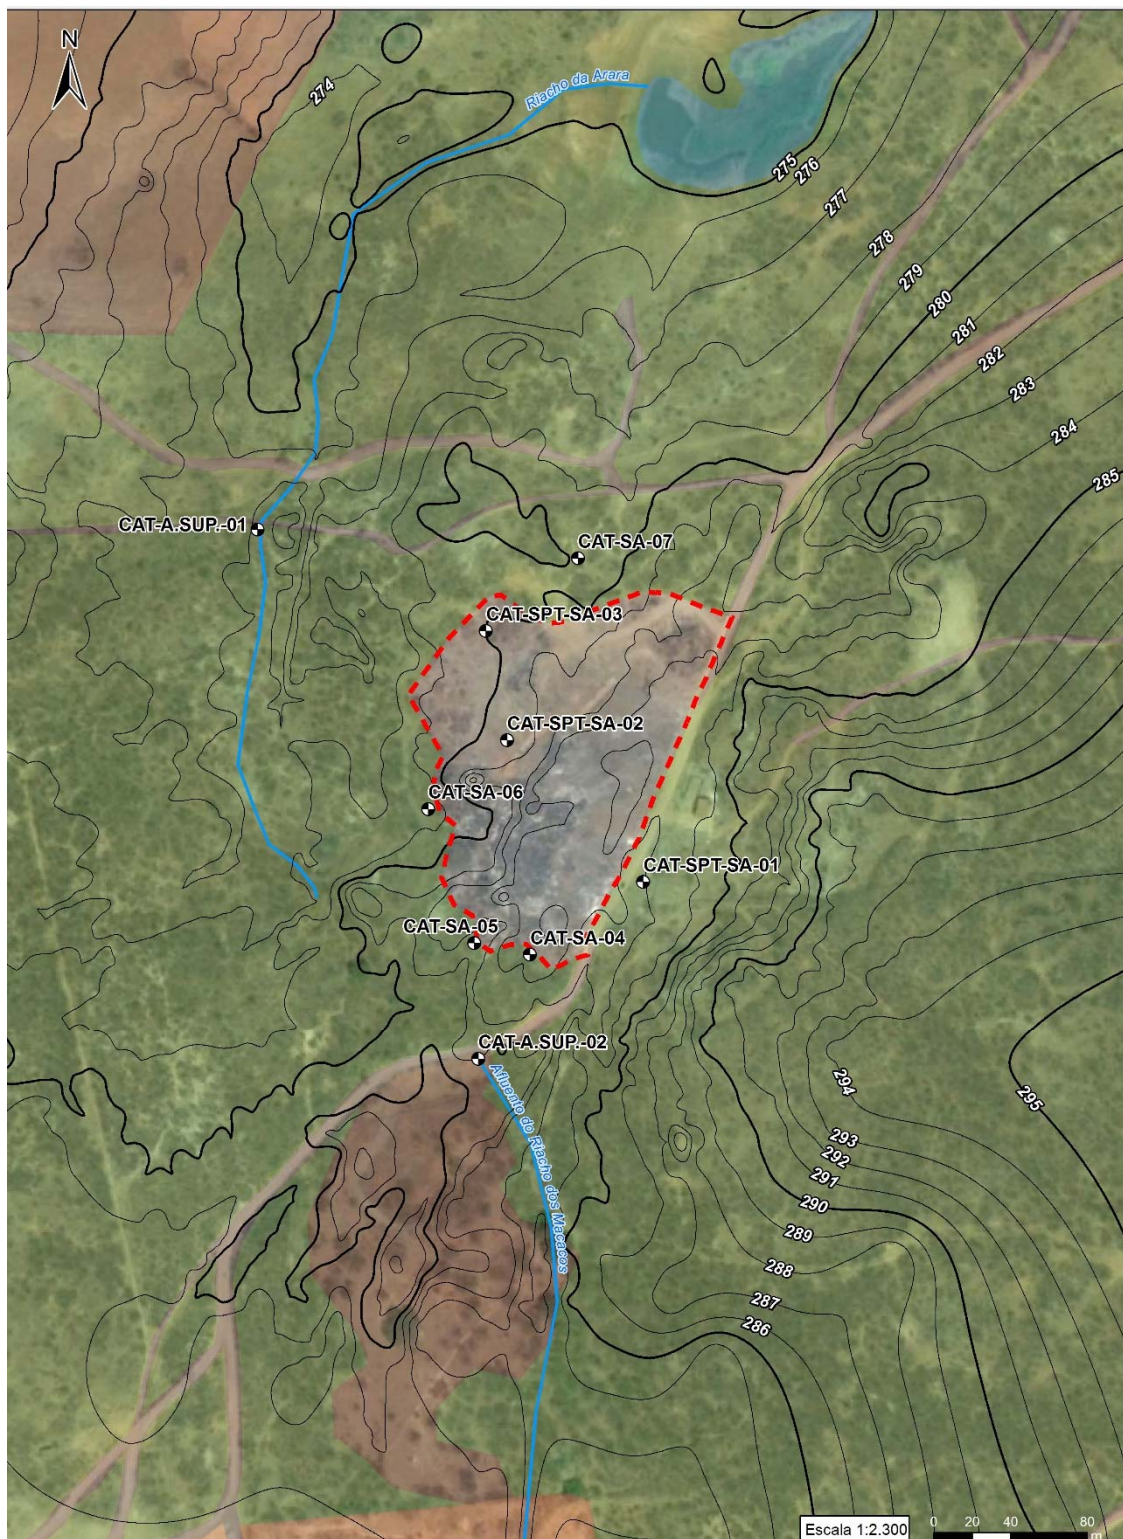 N
274
Riacho da Arara
275
276
277
278
279
280
281
282
283
284
285
CAT-A.SUP.-01
CAT-SA-07
CAT-SPT-SA-03
CAT-SPT-SA-02
CAT-SA-06
CAT-SPT-SA-01
CAT-SA-05
CAT-SA-04
CAT-A.SUP.-02
Afluento do Riacho dos Macacos
294
295
293
292
291
290
289
288
287
286
Escala 1:2.300
0 20 40 80
m